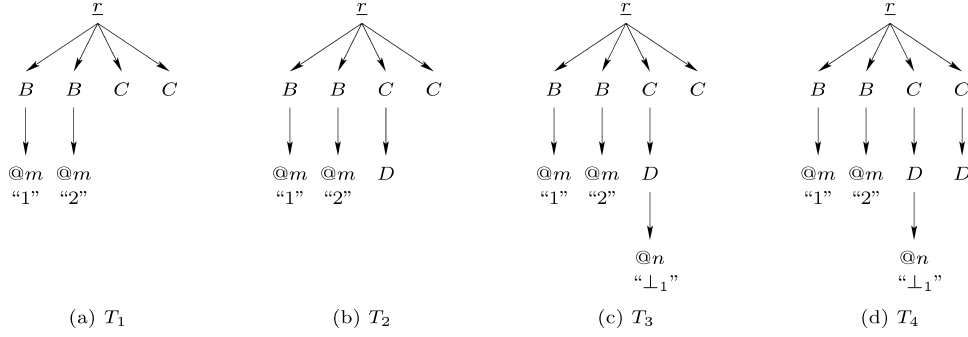 r r r r
B B C C B B C C B B C C B B C C
@m @m @m @m D @m @m D @m @m D D
“1” “2” “1” “2” “1” “2” “1” “2”
@n @n
“⊥1” “⊥1”
(a) T1 (b) T2 (c) T3 (d) T4